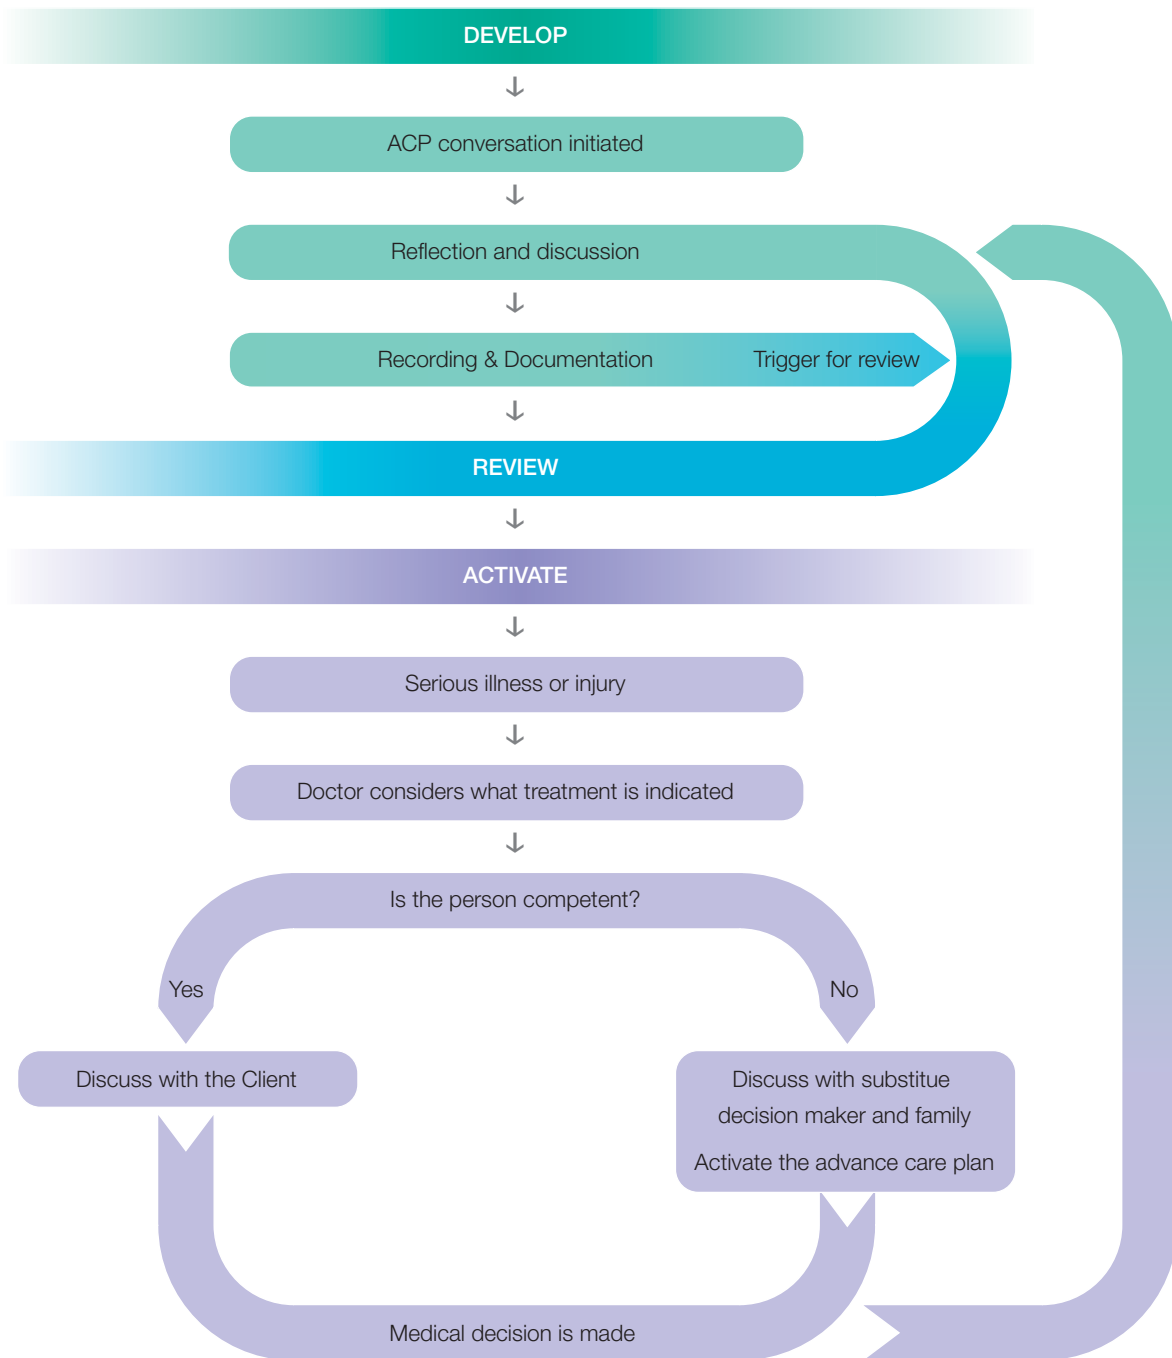 DEVELOP
ACP conversation initiated
Reflection and discussion
Recording & Documentation
Trigger for review
REVIEW
ACTIVATE
Serious illness or injury
Doctor considers what treatment is indicated
Is the person competent?
Yes
No
Discuss with the Client
Discuss with substitue
decision maker and family
Activate the advance care plan
Medical decision is made